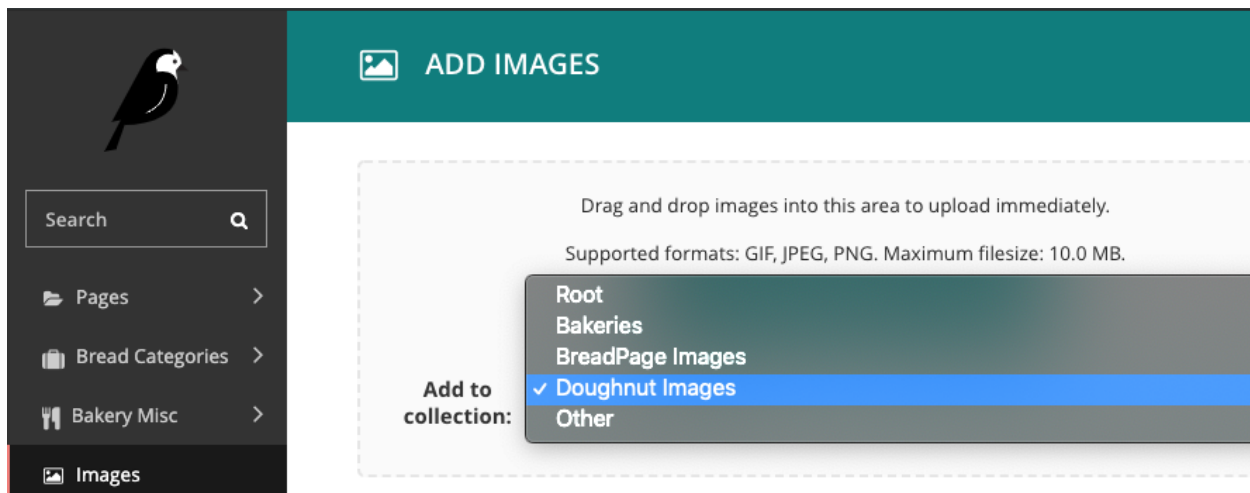 ADD IMAGES
Search
Pages
Bread Categories
Bakery Misc
Images
Drag and drop images into this area to upload immediately.
Supported formats: GIF, JPEG, PNG. Maximum filesize: 10.0 MB.
Add to
collection:
Root
Bakeries
BreadPage Images
Doughnut Images
Other